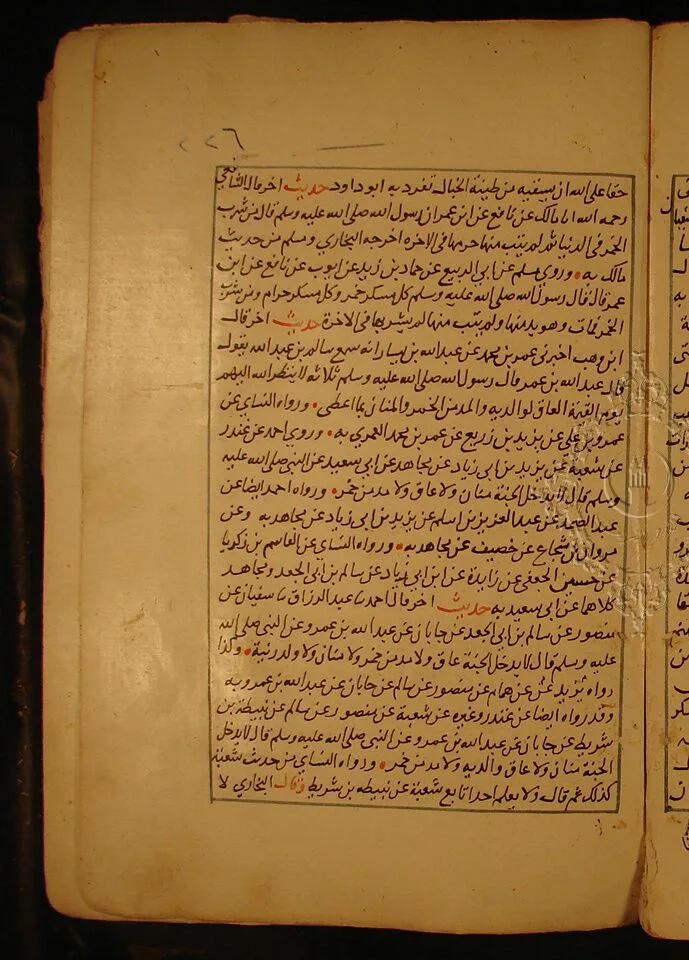 ٢٢٦
حقا على الله ان يسقيه من طينة الخبال تفرد به ابو داود حديث اخر قال الشافعي
رحمه الله انا مالك عن نافع عن ابن عمر ان رسول الله صلى الله عليه وسلم قال من شرب
الخمر في الدنيا ثم لم يتب منها حرمها في الاخرة اخرجه البخاري ومسلم من حديث
مالك به وروى مسلم عن ابي الربيع عن حماد بن زيد عن ايوب عن نافع عن ابن
عمر قال قال رسول الله صلى الله عليه وسلم كل مسكر خمر وكل مسكر حرام ومن شرب
الخمر فمات وهو يدمنها ولم يتب منها لم يشربها في الاخرة حديث اخر قال
ابن وهب اخبرني عمر بن محمد عن عبد الله بن يسار انه سمع سالم بن عبد الله يقول
قال عبد الله بن عمر قال رسول الله صلى الله عليه وسلم ثلاثة لا ينظر الله اليهم
يوم القيمة العاق لوالديه والمدمن الخمر والمنان بما اعطى ورواه النساي عن
عمرو بن علي عن يزيد بن زريع عن عمر بن محمد العمري به وروى احمد عن غندر
عن شعبة عن يزيد بن ابي زياد عن مجاهد عن ابي سعيد عن النبي صلى الله عليه
وسلم قال لا يدخل الجنة منان ولا عاق ولا مدمن خمر ورواه احمد ايضا عن
عبد الصمد عن عبد العزيز بن اسلم عن يزيد بن ابي زياد عن مجاهد به وعن
مروان بن شجاع عن خصيف عن مجاهد به ورواه النساي عن القاسم بن زكريا
عن حسين الجعفي عن زايدة عن ابن ابي زياد عن سالم بن ابي الجعد ومجاهد
كلاهما عن ابي سعيد به حديث اخر قال احمد ثنا عبد الرزاق ثنا سفيان عن
منصور عن سالم بن ابي الجعد عن جابان عن عبد الله بن عمرو عن النبي صلى الله
عليه وسلم قال لا يدخل الجنة عاق ولا مدمن خمر ولا منان ولا ولد زنية وكذا
رواه يزيد عن همام عن منصور عن سالم عن جابان عن عبد الله بن عمرو به
وقد رواه ايضا عن غندر وغيره عن شعبة عن منصور عن سالم عن نبيطة بن
شريط عن جابان عن عبد الله بن عمرو عن النبي صلى الله عليه وسلم قال لا يدخل
الجنة منان ولا عاق والديه ولا مدمن خمر ورواه النساي من حديث شعبة
كذلك ثم قال ولا يعلم احدا تابع شعبة عن نبيطه بن شريط وقال البخاري لا